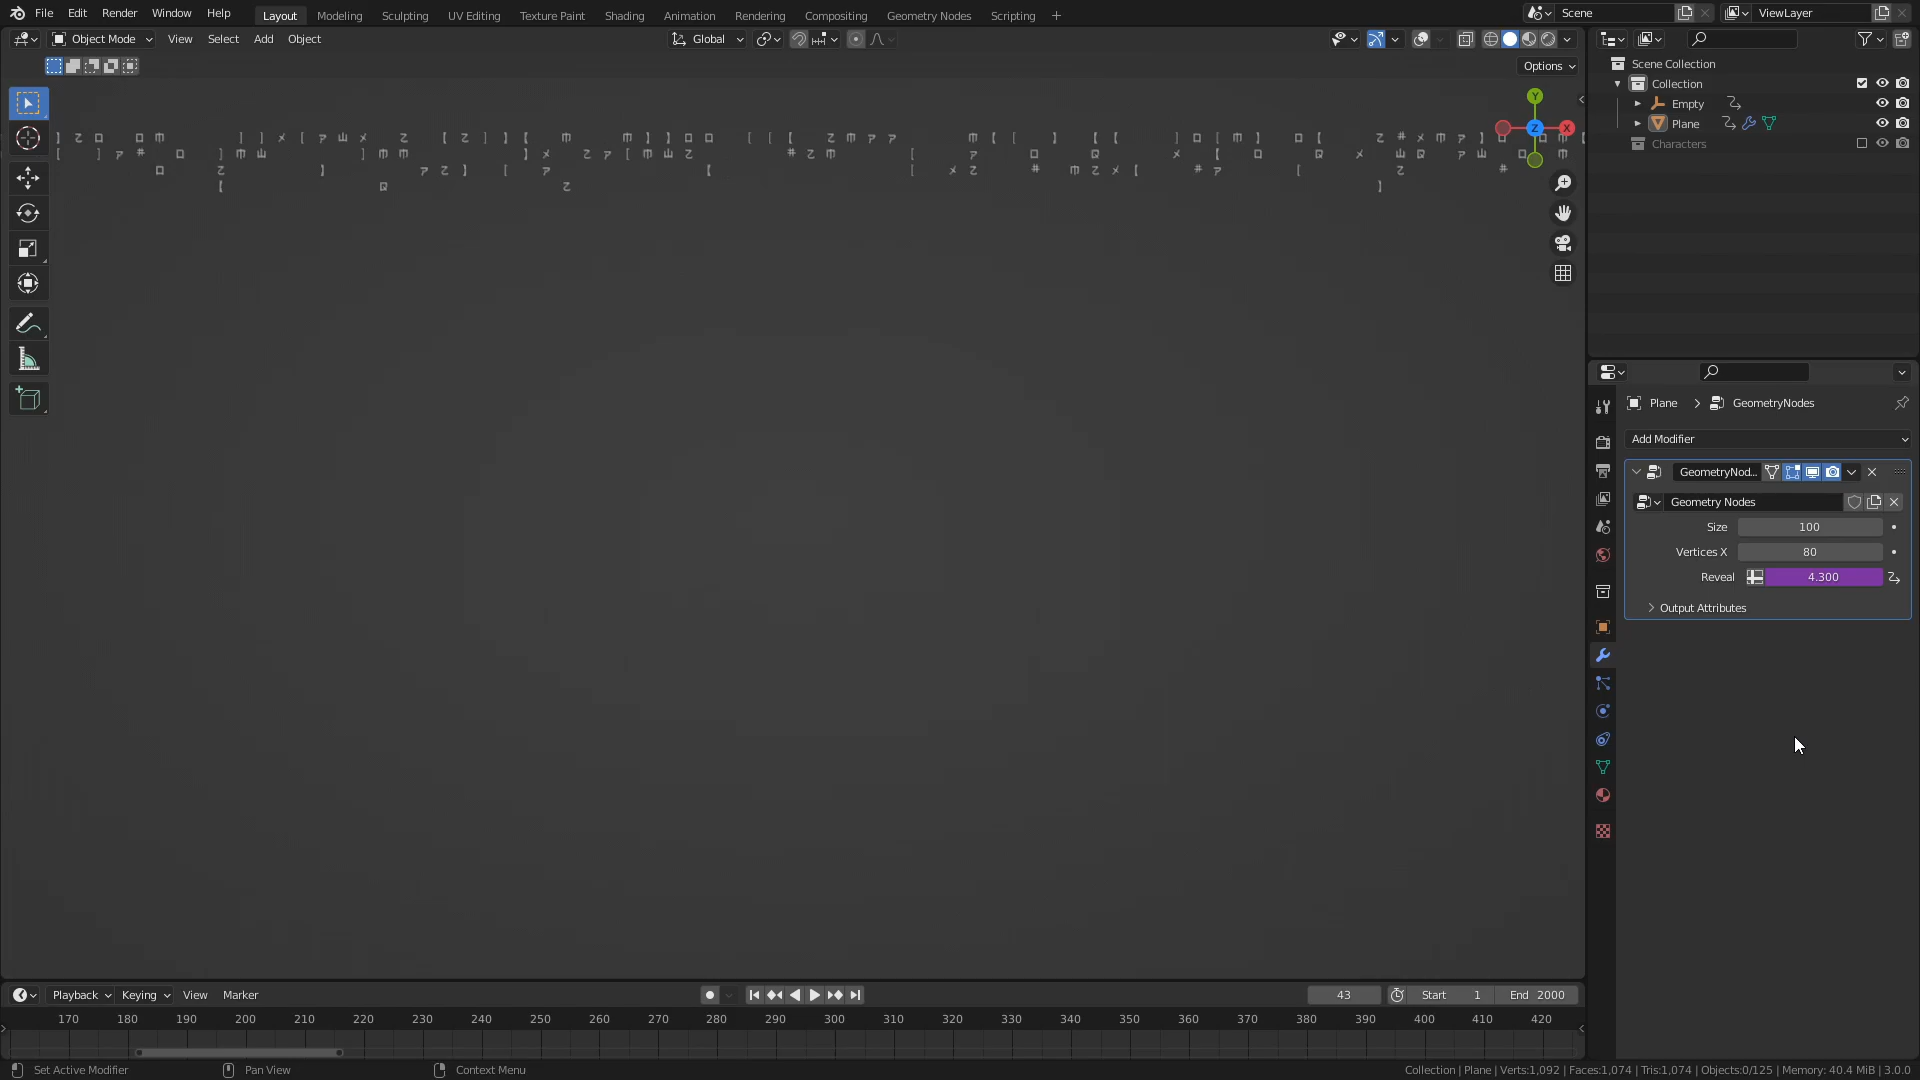 File Edit Render Window Help Layout Modeling Sculpting UV Editing Texture Paint Shading Animation Rendering Compositing Geometry Nodes Scripting + Scene ViewLayer
Object Mode View Select Add Object Global
Options
Scene Collection
Collection
Empty
Plane
Characters
Y
X
Z
Plane > GeometryNodes
Add Modifier
GeometryNod...
Geometry Nodes
Size 100
Vertices X 80
Reveal 4.300
Output Attributes
Playback Keying View Marker 43 Start 1 End 2000
170 180 190 200 210 220 230 240 250 260 270 280 290 300 310 320 330 340 350 360 370 380 390 400 410 420
Set Active Modifier Pan View Context Menu Collection | Plane | Verts:1,092 | Faces:1,074 | Tris:1,074 | Objects:0/125 | Memory: 40.4 MiB | 3.0.0